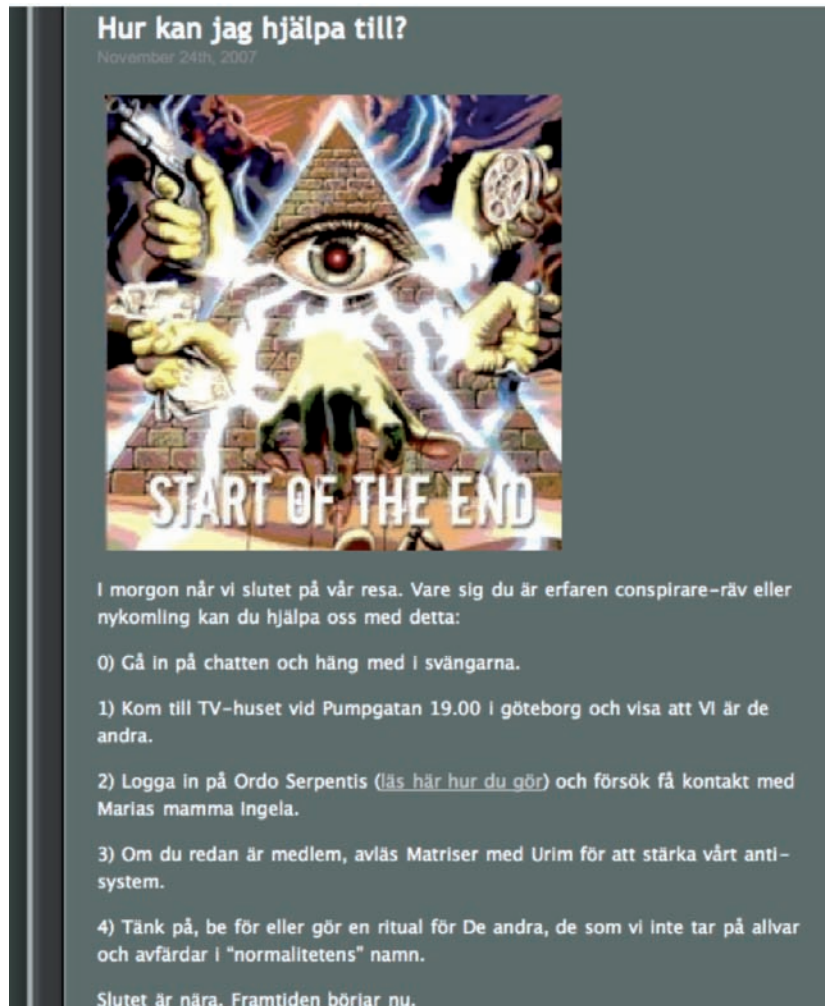 Hur kan jag hjälpa till?
November 24th, 2007
START OF THE END
I morgon når vi slutet på vår resa. Vare sig du är erfaren conspirare-räv eller
nykomling kan du hjälpa oss med detta:
0) Gå in på chatten och häng med i svängarna.
1) Kom till TV-huset vid Pumpgatan 19.00 i göteborg och visa att VI är de
andra.
2) Logga in på Ordo Serpentis (läs här hur du gör) och försök få kontakt med
Marias mamma Ingela.
3) Om du redan är medlem, avläs Matriser med Urim för att stärka vårt anti-
system.
4) Tänk på, be för eller gör en ritual för De andra, de som vi inte tar på allvar
och avfärdar i “normalitetens” namn.
Slutet är nära. Framtiden börjar nu.